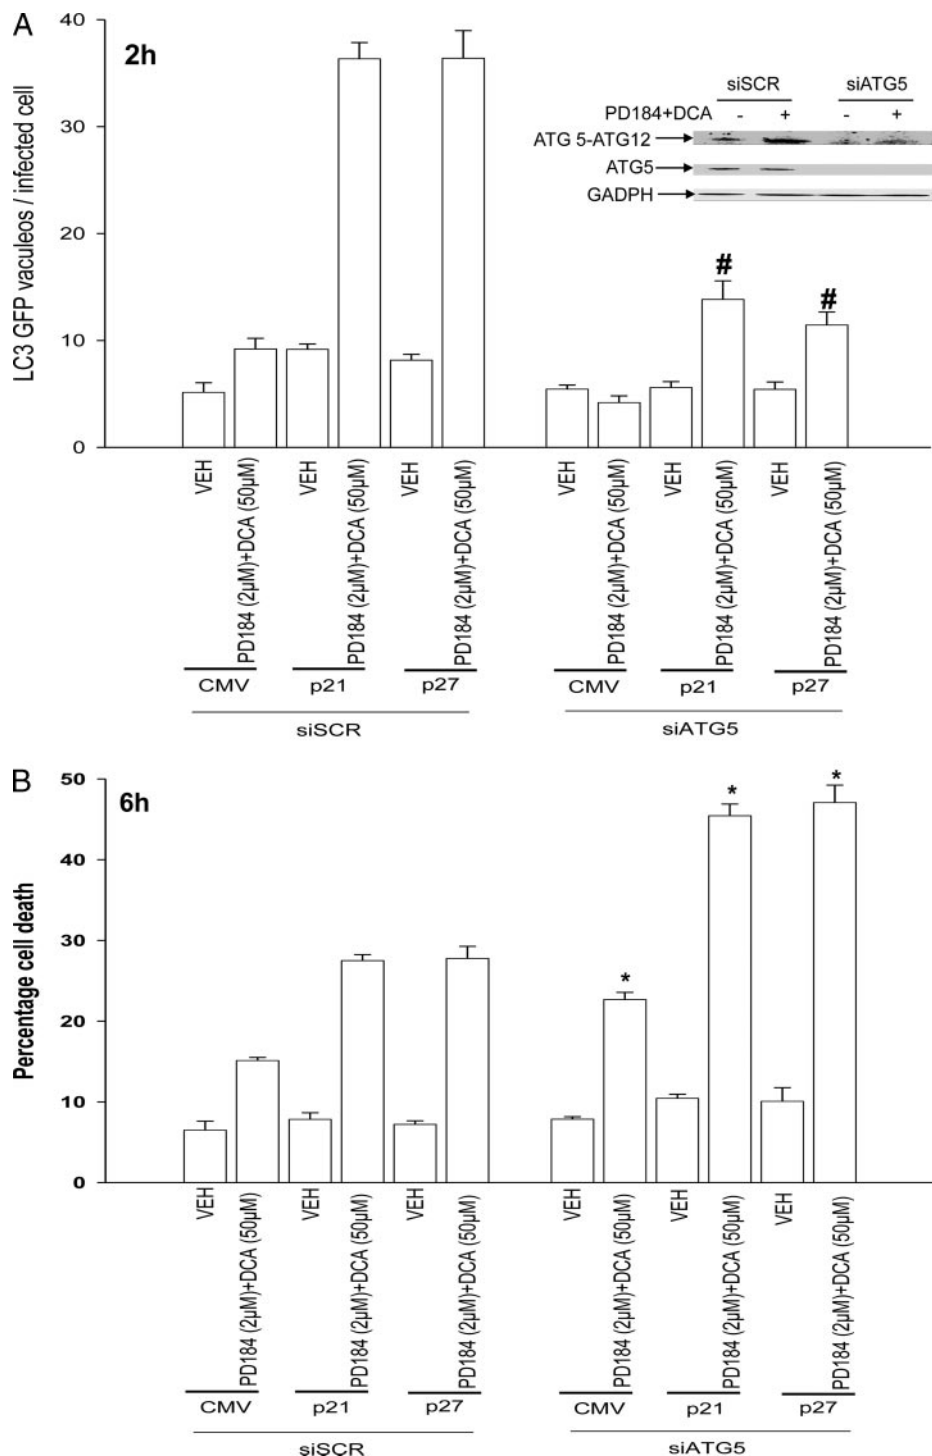 A
2h
LC3 GFP vaculeos / infected cell
40
30
20
10
0
siSCR siATG5
PD184+DCA - + - +
ATG 5-ATG12
ATG5
GADPH
# #
VEH PD184 (2µM)+DCA (50µM) VEH PD184 (2µM)+DCA (50µM) VEH PD184 (2µM)+DCA (50µM) VEH PD184 (2µM)+DCA (50µM) VEH PD184 (2µM)+DCA (50µM) VEH PD184 (2µM)+DCA (50µM)
CMV p21 p27 CMV p21 p27
siSCR siATG5
B
6h
Percentage cell death
50
40
30
20
10
0
* * *
VEH PD184 (2µM)+DCA (50µM) VEH PD184 (2µM)+DCA (50µM) VEH PD184 (2µM)+DCA (50µM) VEH PD184 (2µM)+DCA (50µM) VEH PD184 (2µM)+DCA (50µM) VEH PD184 (2µM)+DCA (50µM)
CMV p21 p27 CMV p21 p27
siSCR siATG5